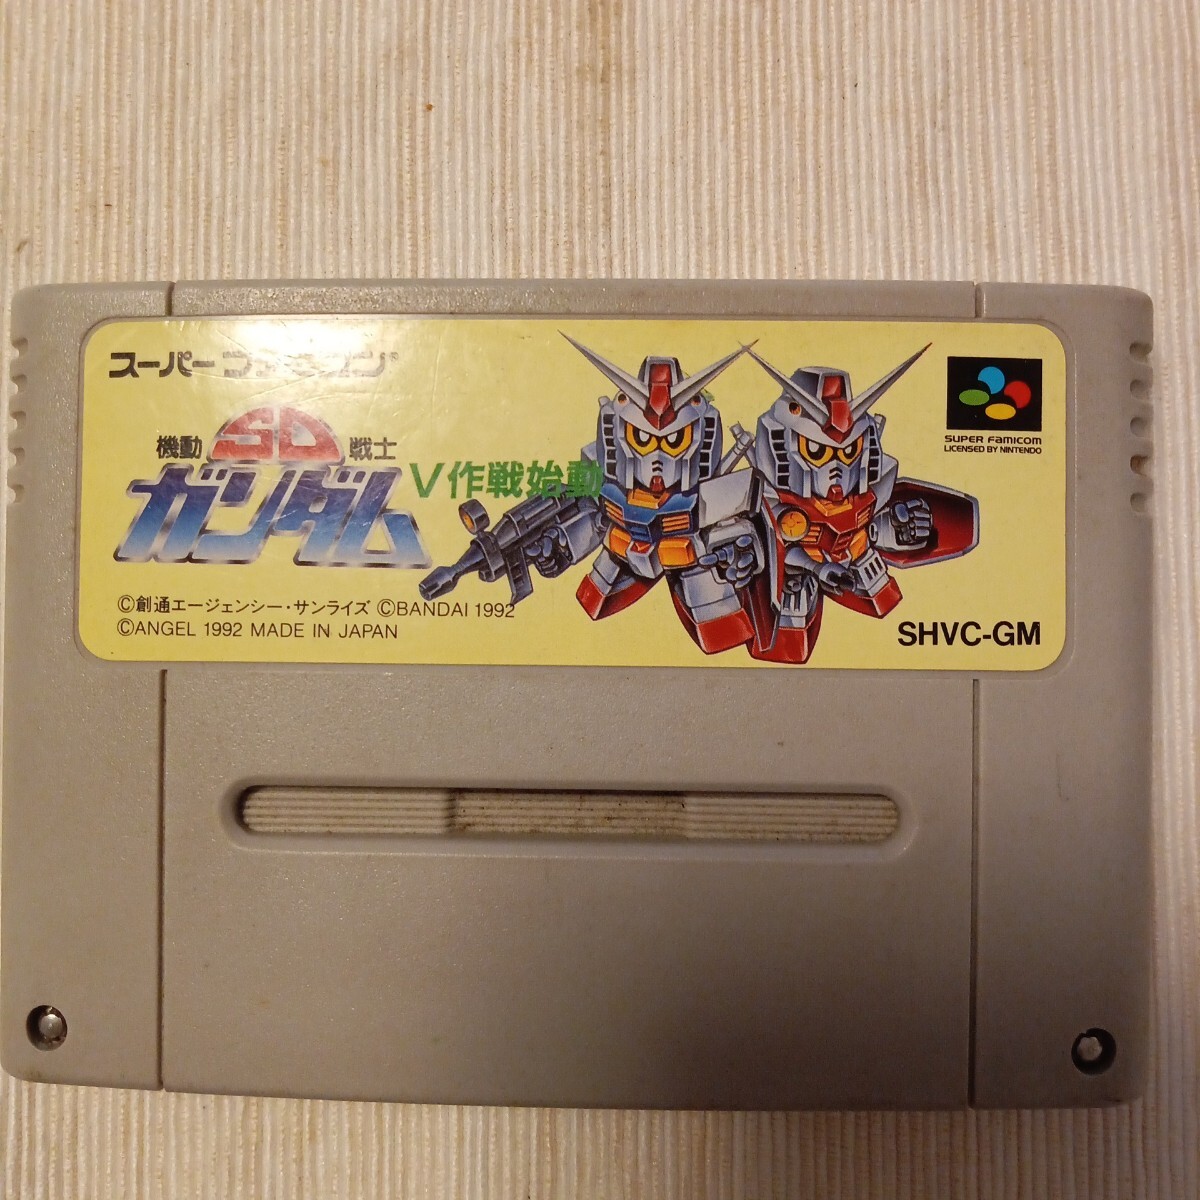 スーパーファミコン
機動 SD 戦士
ガンダム V作戦始動
©創通エージェンシー・サンライズ ©BANDAI 1992
©ANGEL 1992 MADE IN JAPAN
SUPER FAMICOM
LICENSED BY NINTENDO
SHVC-GM